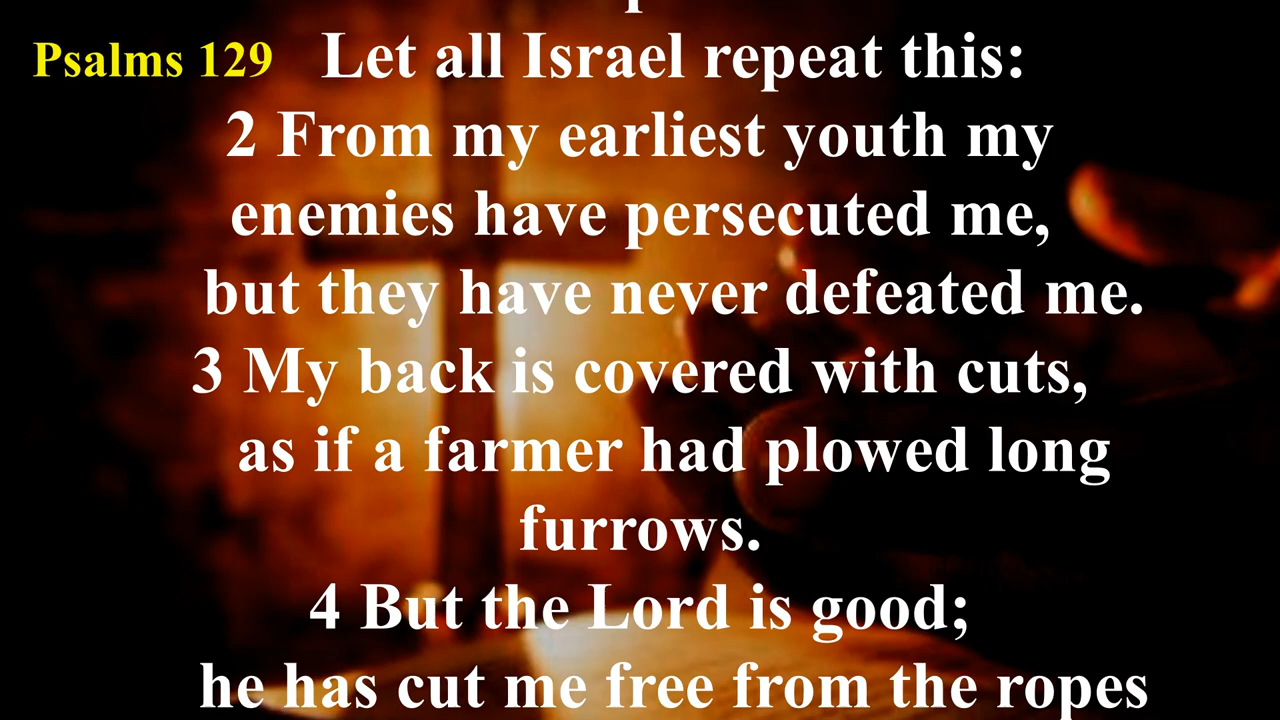 Psalms 129
Let all Israel repeat this:
2 From my earliest youth my
enemies have persecuted me,
but they have never defeated me.
3 My back is covered with cuts,
as if a farmer had plowed long
furrows.
4 But the Lord is good;
he has cut me free from the ropes